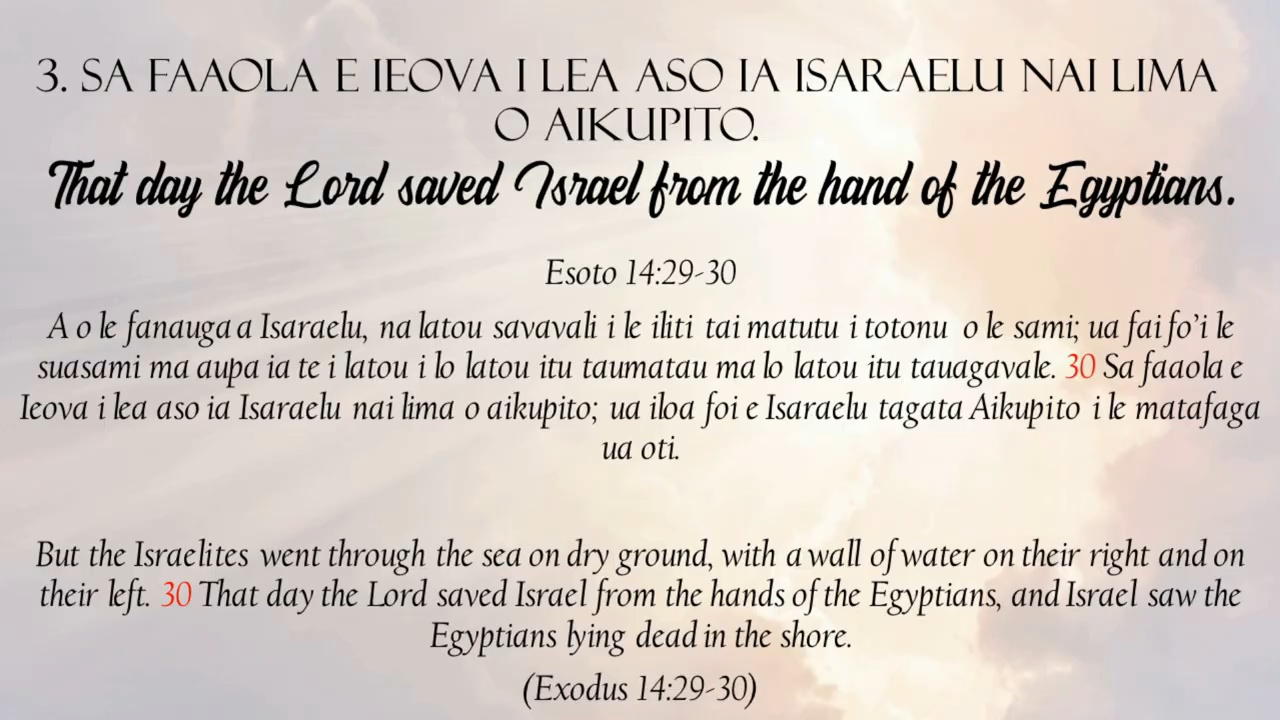 3. SA FAAOLA E IEOVA I LEA ASO IA ISARAELU NAI LIMA
O AIKUPITO.
That day the Lord saved Israel from the hand of the Egyptians.
Esoto 14:29-30
A o le fanauga a Isaraelu, na latou savavali i le iliti tai matutu i totonu o le sami; ua fai fo’i le
suasami ma aupa ia te i latou i lo latou itu taumatau ma lo latou itu tauagavale. 30 Sa faaola e
Ieova i lea aso ia Isaraelu nai lima o aikupito; ua iloa foi e Isaraelu tagata Aikupito i le matafaga
ua oti.
But the Israelites went through the sea on dry ground, with a wall of water on their right and on
their left. 30 That day the Lord saved Israel from the hands of the Egyptians, and Israel saw the
Egyptians lying dead in the shore.
(Exodus 14:29-30)